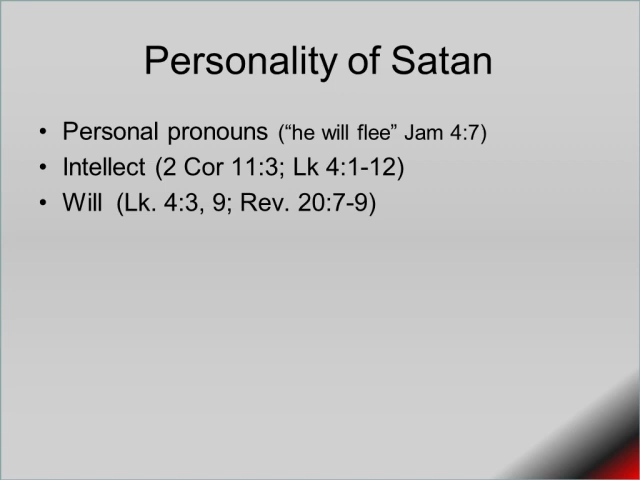 Personality of Satan
• Personal pronouns (“he will flee” Jam 4:7)
• Intellect (2 Cor 11:3; Lk 4:1-12)
• Will  (Lk. 4:3, 9; Rev. 20:7-9)